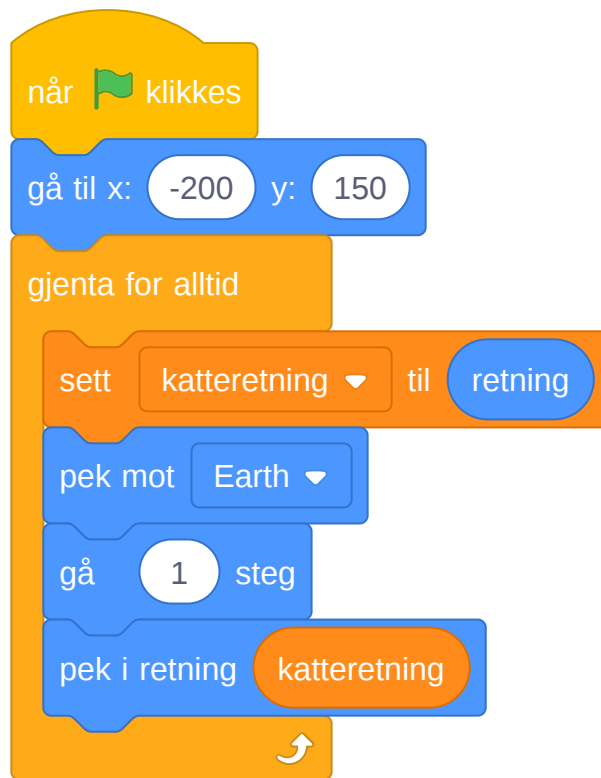 når klikkes
gå til x: -200 y: 150
gjenta for alltid
sett katteretning til retning
pek mot Earth
gå 1 steg
pek i retning katteretning